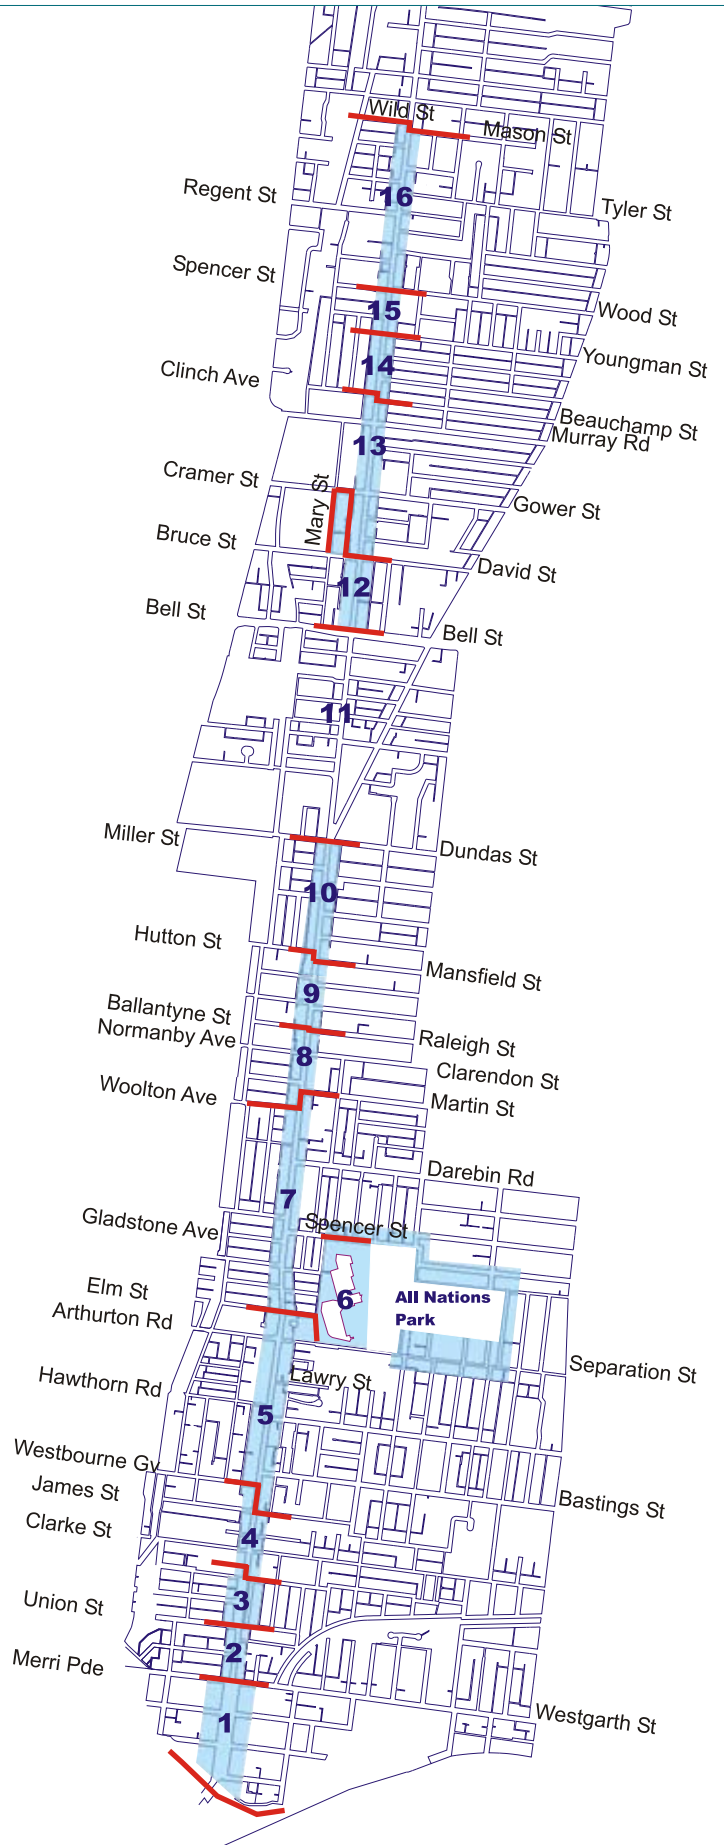 Wild St
Mason St
Regent St
16
Tyler St
Spencer St
15
Wood St
14
Youngman St
Clinch Ave
Beauchamp St
13
Murray Rd
Cramer St
Mary St
Gower St
Bruce St
David St
12
Bell St
Bell St
11
Miller St
Dundas St
10
Hutton St
Mansfield St
9
Ballantyne St
Normanby Ave
Raleigh St
8
Clarendon St
Woolton Ave
Martin St
Darebin Rd
7
Gladstone Ave
Spencer St
Elm St
6
All Nations
Park
Arthurton Rd
Separation St
Hawthorn Rd
Lawry St
5
Westbourne Gv
James St
Bastings St
Clarke St
4
Union St
3
2
Merri Pde
1
Westgarth St